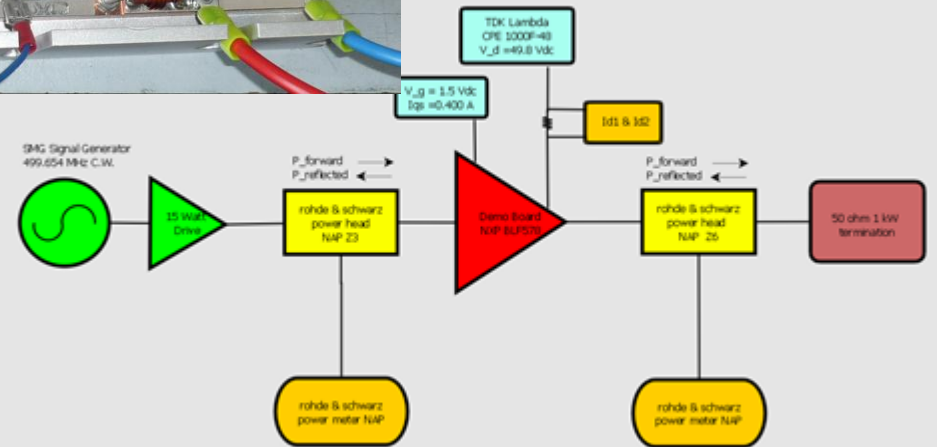 TDK Lambda
CPE 1000F-48
V_d =49.8 Vdc
V_g = 1.5 Vdc
Iqs =0.400 A
Id1 & Id2
SMG Signal Generator
499.654 MHz C.W.
P_forward
P_reflected
P_forward
P_reflected
15 Watt
Drive
rohde & schwarz
power head
NAP Z3
Demo Board
NXP BLF578
rohde & schwarz
power head
NAP Z6
50 ohm 1 kW
termination
rohde & schwarz
power meter NAP
rohde & schwarz
power meter NAP